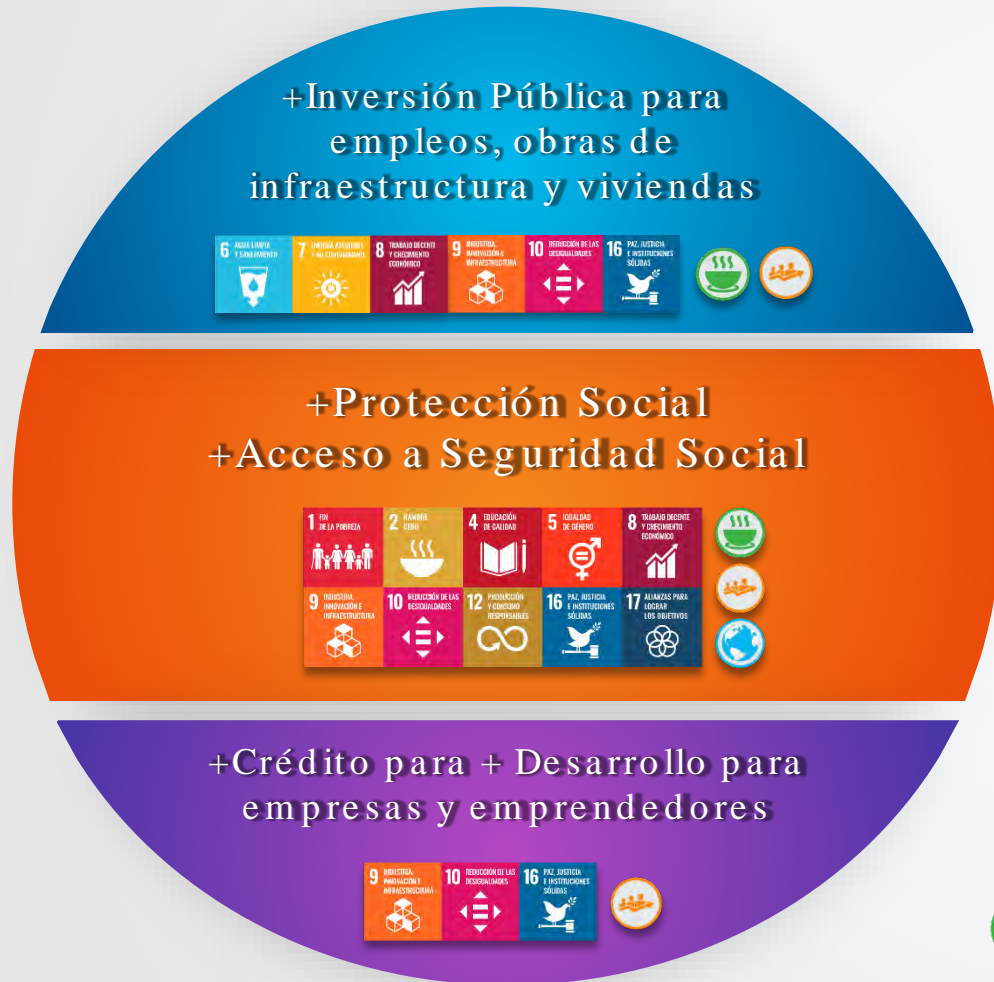 +Inversión Pública para
empleos, obras de
infraestructura y viviendas
6 AGUA LIMPIA
Y SANEAMIENTO
7 ENERGÍA ASEQUIBLE
Y NO CONTAMINANTE
8 TRABAJO DECENTE
Y CRECIMIENTO
ECONÓMICO
9 INDUSTRIA,
INNOVACIÓN E
INFRAESTRUCTURA
10 REDUCCIÓN DE LAS
DESIGUALDADES
16 PAZ, JUSTICIA
E INSTITUCIONES
SÓLIDAS
+Protección Social
+Acceso a Seguridad Social
1 FIN
DE LA POBREZA
2 HAMBRE
CERO
4 EDUCACIÓN
DE CALIDAD
5 IGUALDAD
DE GÉNERO
8 TRABAJO DECENTE
Y CRECIMIENTO
ECONÓMICO
9 INDUSTRIA,
INNOVACIÓN E
INFRAESTRUCTURA
10 REDUCCIÓN DE LAS
DESIGUALDADES
12 PRODUCCIÓN
Y CONSUMO
RESPONSABLES
16 PAZ, JUSTICIA
E INSTITUCIONES
SÓLIDAS
17 ALIANZAS PARA
LOGRAR
LOS OBJETIVOS
+Crédito para + Desarrollo para
empresas y emprendedores
9 INDUSTRIA,
INNOVACIÓN E
INFRAESTRUCTURA
10 REDUCCIÓN DE LAS
DESIGUALDADES
16 PAZ, JUSTICIA
E INSTITUCIONES
SÓLIDAS